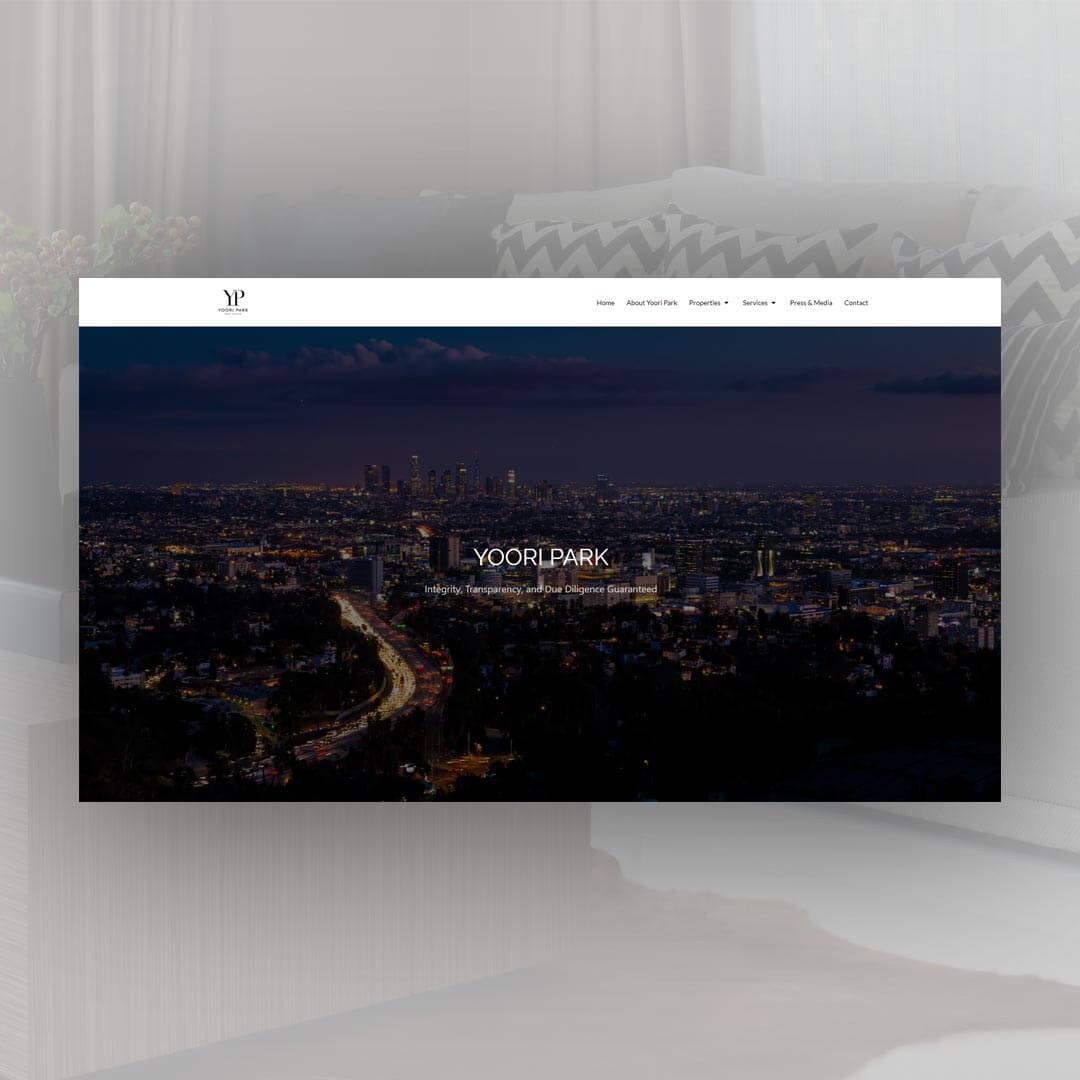 YP
YOORI PARK
Home About Yoori Park Properties Services Press & Media Contact
YOORI PARK
Integrity, Transparency, and Due Diligence Guaranteed